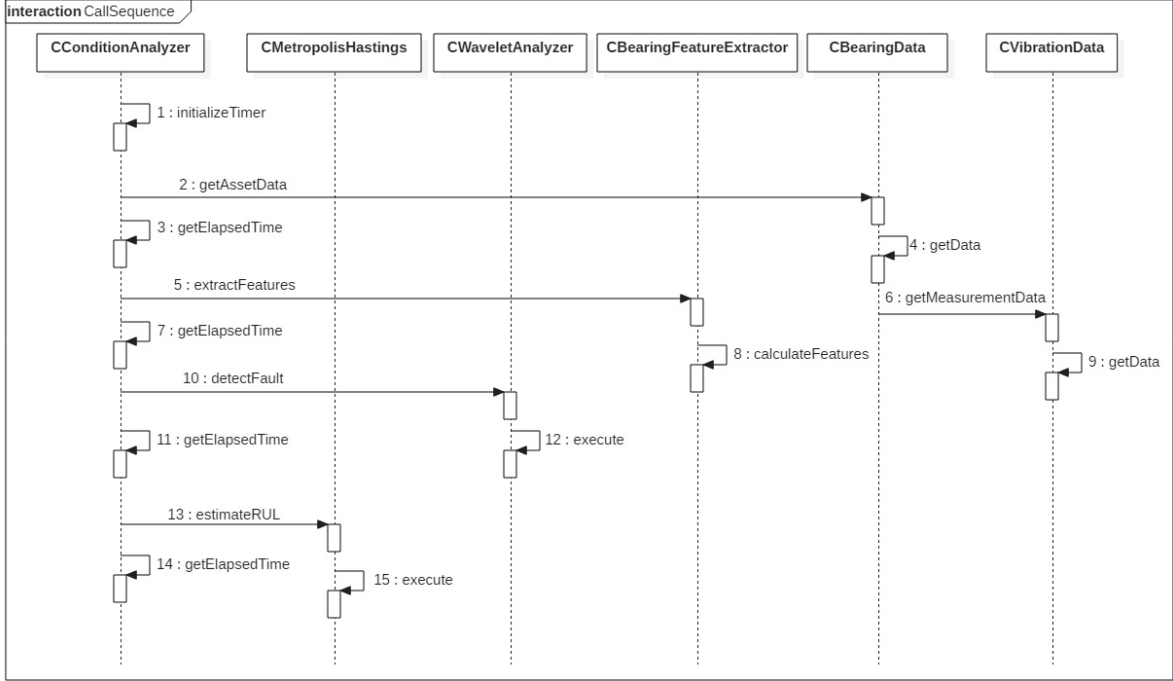 interaction CallSequence
CConditionAnalyzer
CMetropolisHastings
CWaveletAnalyzer
CBearingFeatureExtractor
CBearingData
CVibrationData
1 : initializeTimer
2 : getAssetData
3 : getElapsedTime
4 : getData
5 : extractFeatures
6 : getMeasurementData
7 : getElapsedTime
8 : calculateFeatures
9 : getData
10 : detectFault
11 : getElapsedTime
12 : execute
13 : estimateRUL
14 : getElapsedTime
15 : execute